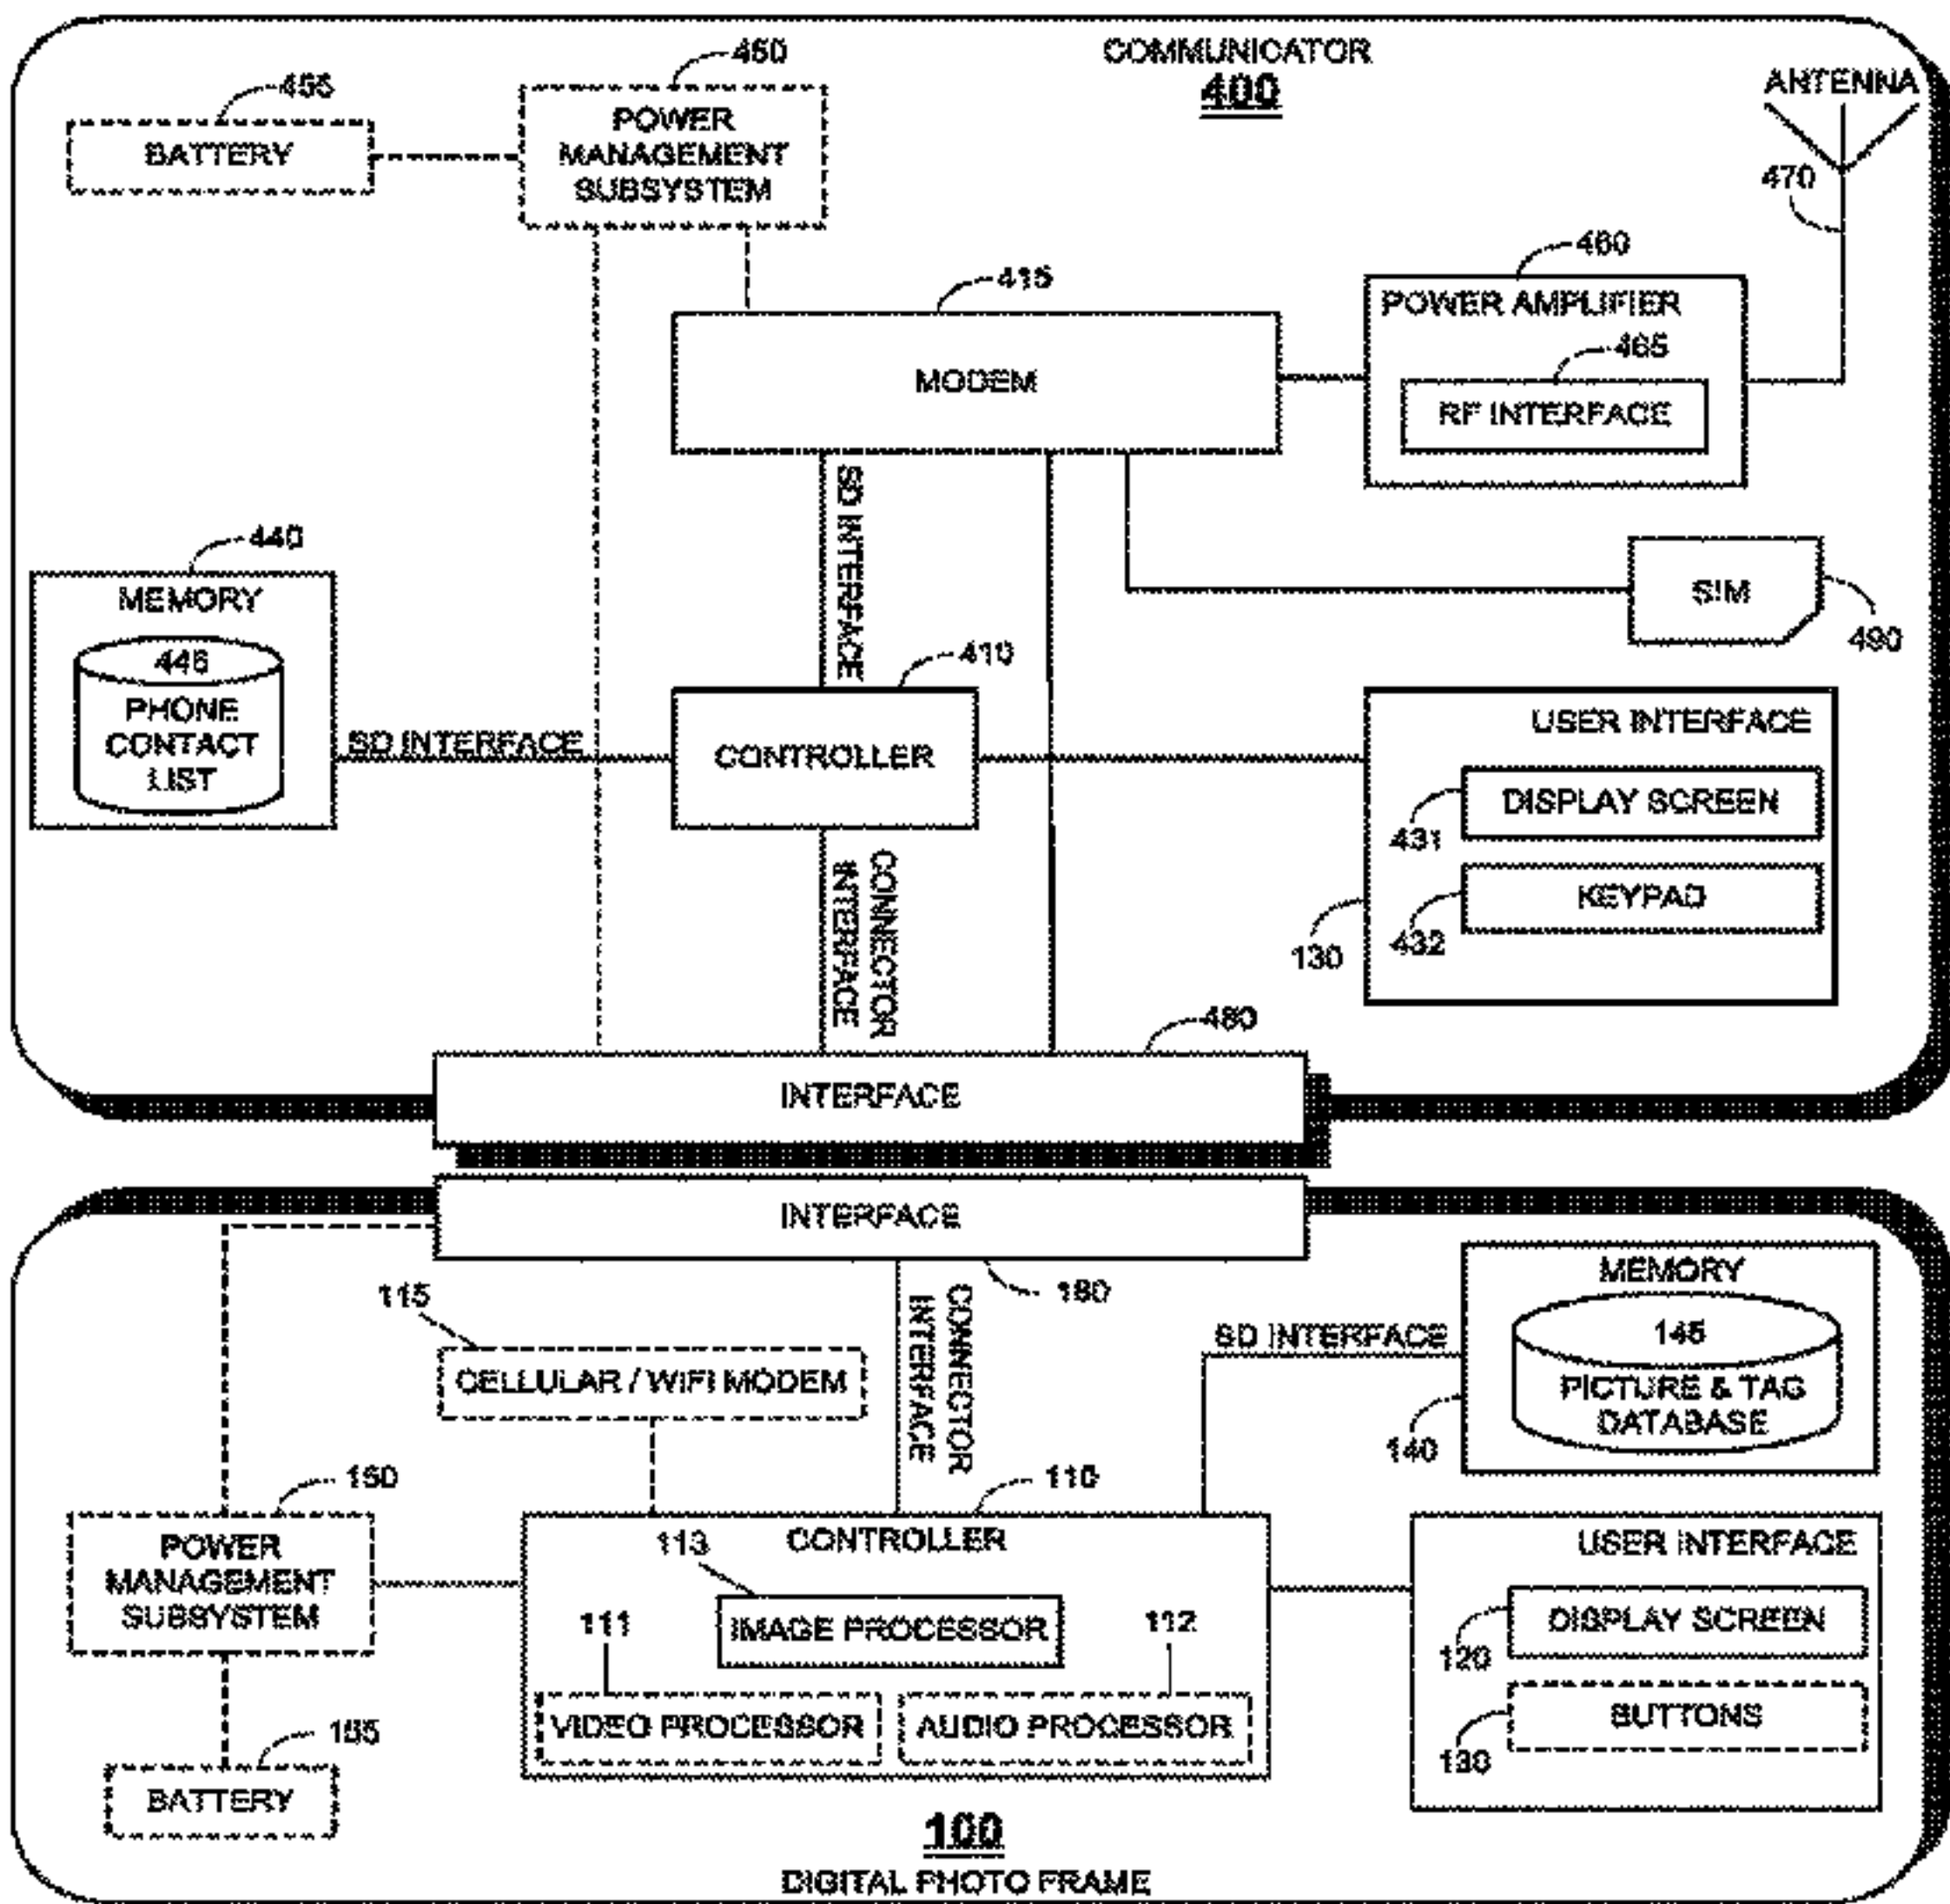 COMMUNICATOR
400
ANTENNA
450
455
BATTERY
POWER
MANAGEMENT
SUBSYSTEM
470
460
415
POWER AMPLIFIER
465
MODEM
RF INTERFACE
SD INTERFACE
440
MEMORY
446
PHONE
CONTACT
LIST
SD INTERFACE
410
CONTROLLER
SIM
490
USER INTERFACE
DISPLAY SCREEN
431
KEYPAD
432
130
CONNECTOR
INTERFACE
480
INTERFACE
INTERFACE
180
115
CELLULAR / WIFI MODEM
CONNECTOR
INTERFACE
SD INTERFACE
MEMORY
145
PICTURE & TAG
DATABASE
140
150
POWER
MANAGEMENT
SUBSYSTEM
110
CONTROLLER
113
IMAGE PROCESSOR
111
112
VIDEO PROCESSOR
AUDIO PROCESSOR
USER INTERFACE
DISPLAY SCREEN
120
BUTTONS
130
155
BATTERY
100
DIGITAL PHOTO FRAME